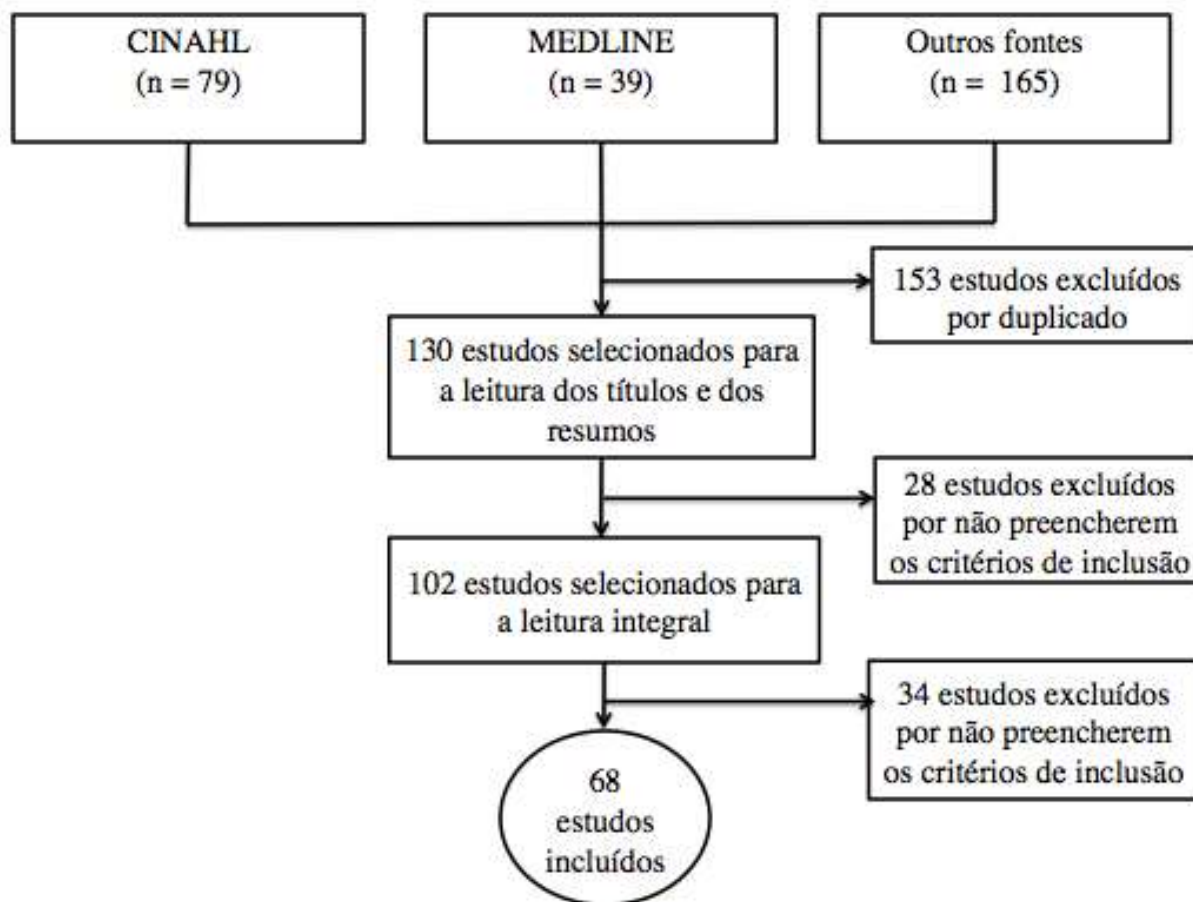 CINAHL
(n = 79)
MEDLINE
(n = 39)
Outros fontes
(n = 165)
153 estudos excluídos
por duplicado
130 estudos selecionados para
a leitura dos títulos e dos
resumos
28 estudos excluídos
por não preencherem
os critérios de inclusão
102 estudos selecionados para
a leitura integral
34 estudos excluídos
por não preencherem
os critérios de inclusão
68
estudos
incluídos